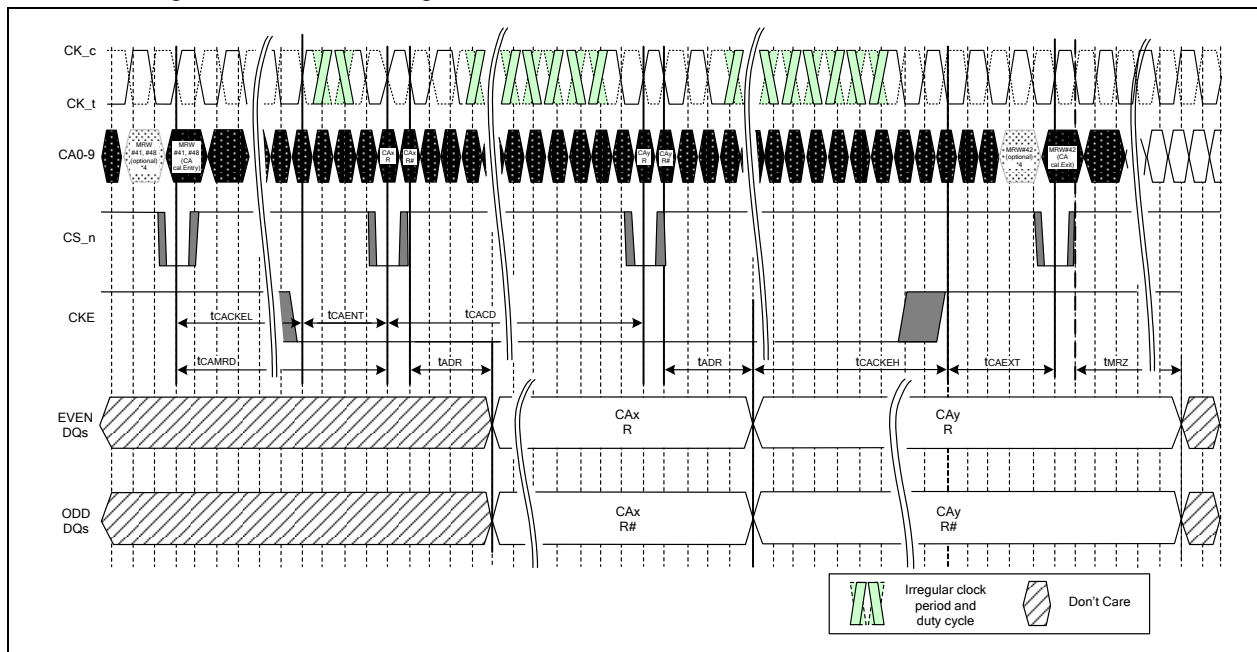 CK_c
CK_t
CA0-9
MRW
#41, #48
(optional)
*4
MRW
#41, #48
(CA
cal.Entry)
CAx
R
CAx
R#
CAy
R
CAy
R#
MRW#42
(optional)
*4
MRW#42
(CA
cal.Exit)
CS_n
CKE
tCACKEL
tCAENT
tCACD
tCAMRD
tADR
tADR
tCACKEH
tCAEXT
tMRZ
EVEN
DQs
CAx
R
CAy
R
ODD
DQs
CAx
R#
CAy
R#
Irregular clock
period and
duty cycle
Don't Care